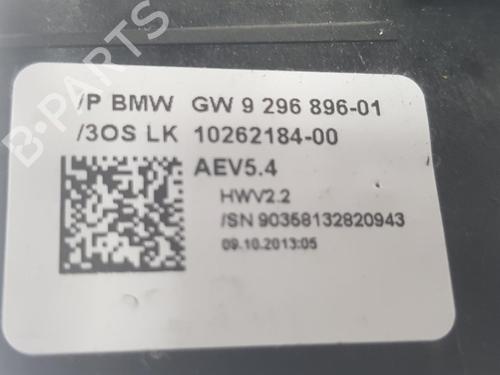 /P BMW GW 9 296 896-01
/3OS LK 10262184-00
AEV5.4
HWV2.2
/SN 90358132820943
09.10.2013:05
B-PARTS